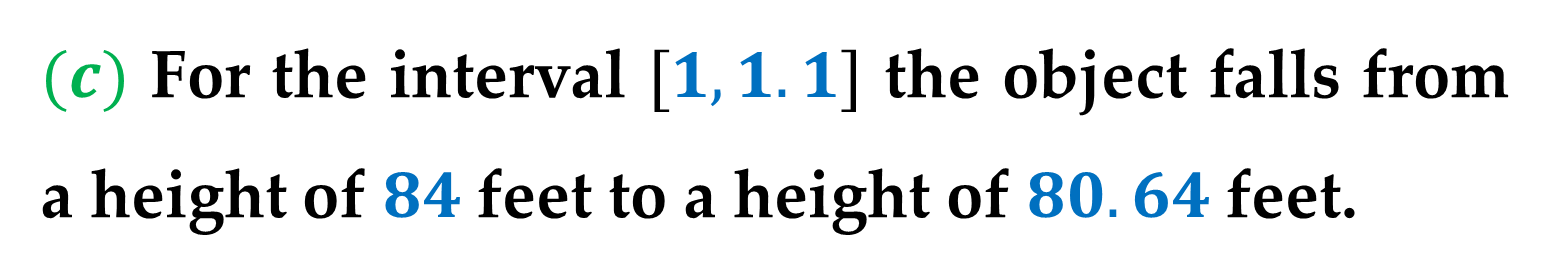 (c) For the interval [1, 1. 1] the object falls from
a height of 84 feet to a height of 80. 64 feet.